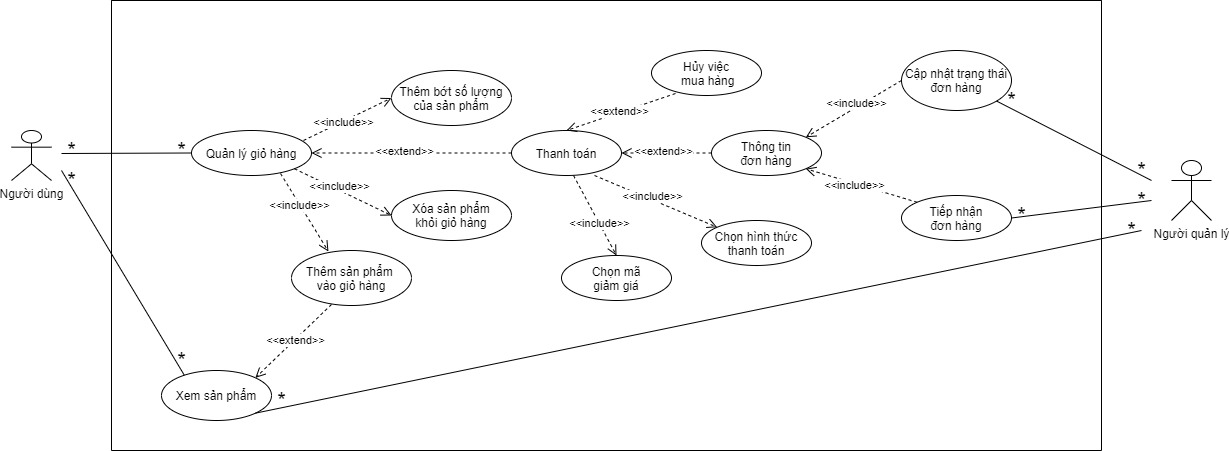 Hủy việc
mua hàng
Cập nhật trạng thái
đơn hàng
Thêm bớt số lượng
của sản phẩm
<<include>>
<<extend>>
<<include>>
*
Người dùng
*
*
*
Quản lý giỏ hàng
<<extend>>
Thanh toán
<<extend>>
Thông tin
đơn hàng
*
*
*
Người quản lý
<<include>>
<<include>>
<<include>>
<<include>>
<<include>>
<<include>>
Xóa sản phẩm
khỏi giỏ hàng
Tiếp nhận
đơn hàng
*
*
Chọn hình thức
thanh toán
Thêm sản phẩm
vào giỏ hàng
Chọn mã
giảm giá
<<extend>>
*
Xem sản phẩm
*